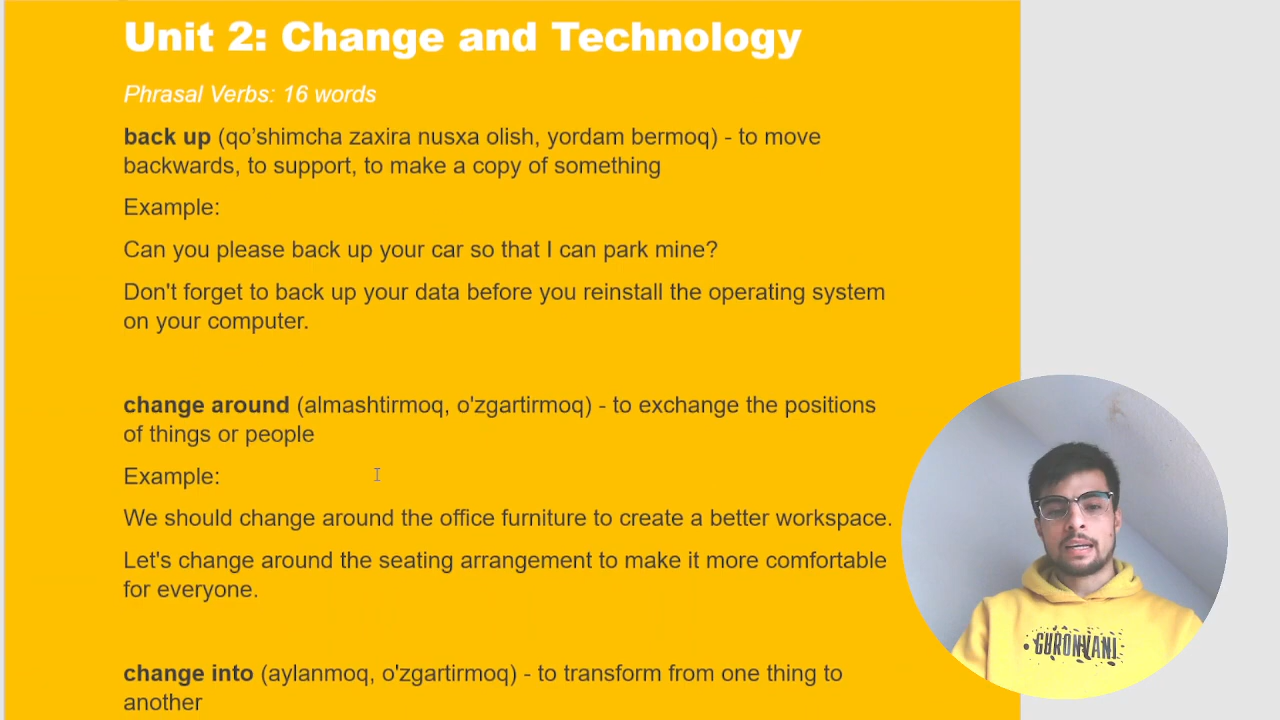 Unit 2: Change and Technology
Phrasal Verbs: 16 words
back up (qo’shimcha zaxira nusxa olish, yordam bermoq) - to move
backwards, to support, to make a copy of something
Example:
Can you please back up your car so that I can park mine?
Don't forget to back up your data before you reinstall the operating system
on your computer.
change around (almashtirmoq, o'zgartirmoq) - to exchange the positions
of things or people
Example:
We should change around the office furniture to create a better workspace.
Let's change around the seating arrangement to make it more comfortable
for everyone.
change into (aylanmoq, o'zgartirmoq) - to transform from one thing to
another